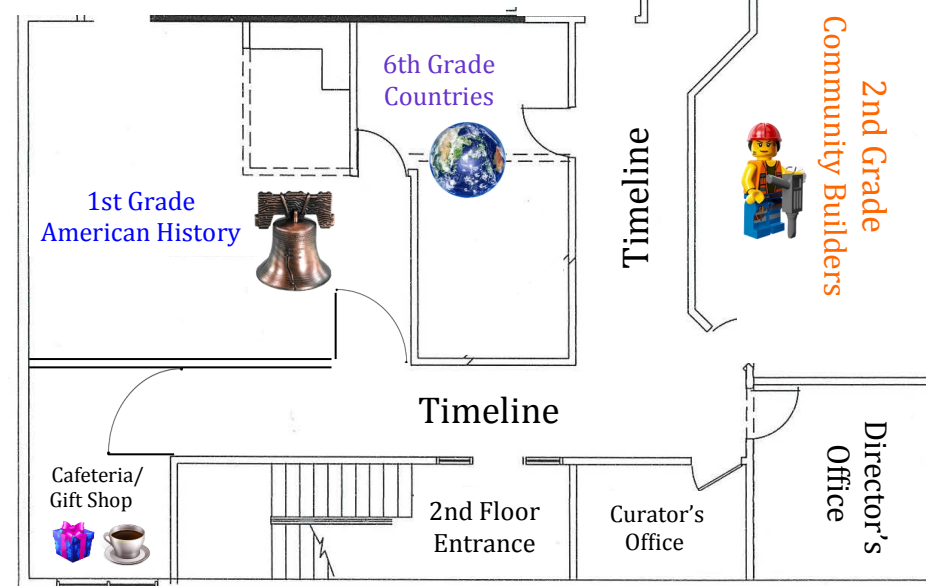 6th Grade
Countries
2nd Grade
Community Builders
Timeline
1st Grade
American History
Timeline
Cafeteria/
Gift Shop
2nd Floor
Entrance
Curator's
Office
Director's
Office